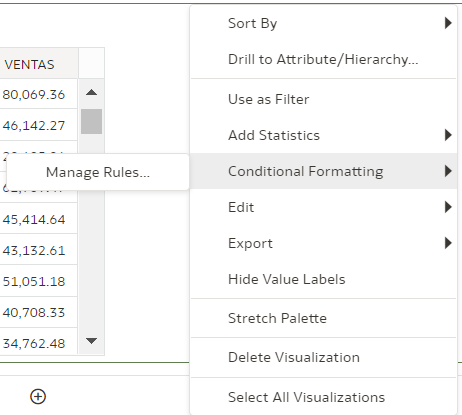 VENTAS
80,069.36
46,142.27
45,414.64
43,132.61
51,051.18
40,708.33
34,762.48
Manage Rules...
Sort By
Drill to Attribute/Hierarchy...
Use as Filter
Add Statistics
Conditional Formatting
Edit
Export
Hide Value Labels
Stretch Palette
Delete Visualization
Select All Visualizations